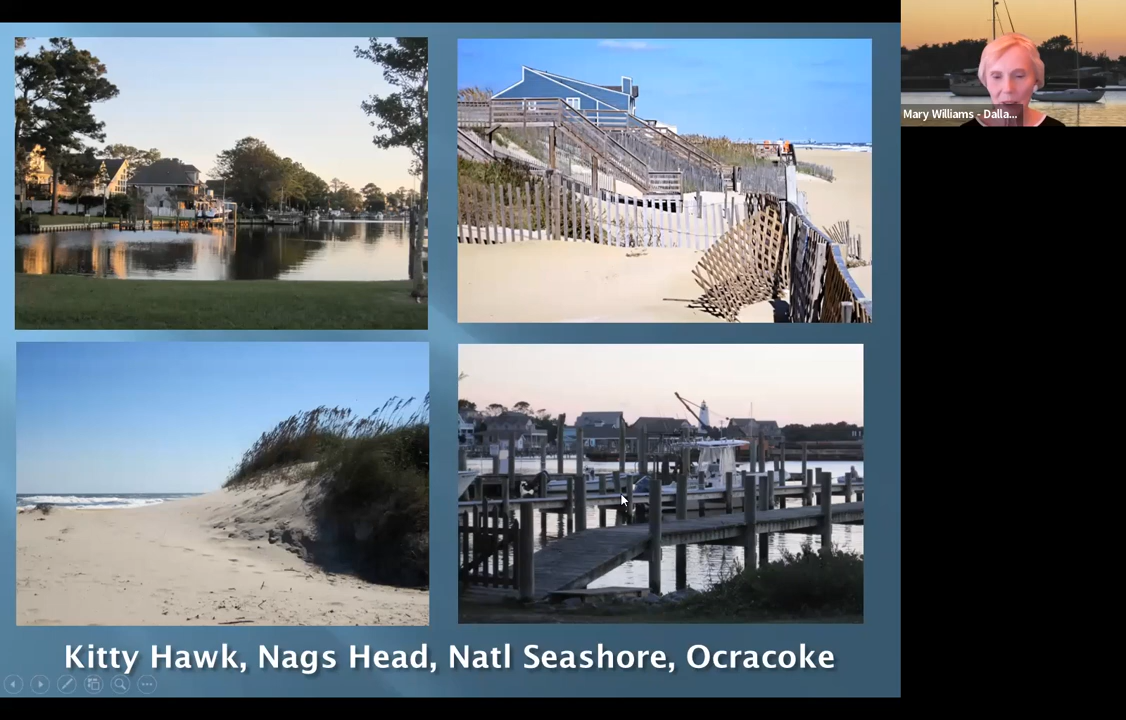 Mary Williams - Dalla...
Kitty Hawk, Nags Head, Natl Seashore, Ocracoke